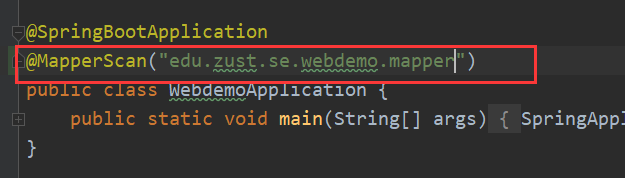 @SpringBootApplication
@MapperScan("edu.zust.se.webdemo.mapper")
public class WebdemoApplication {
public static void main(String[] args) { SpringAppl
}